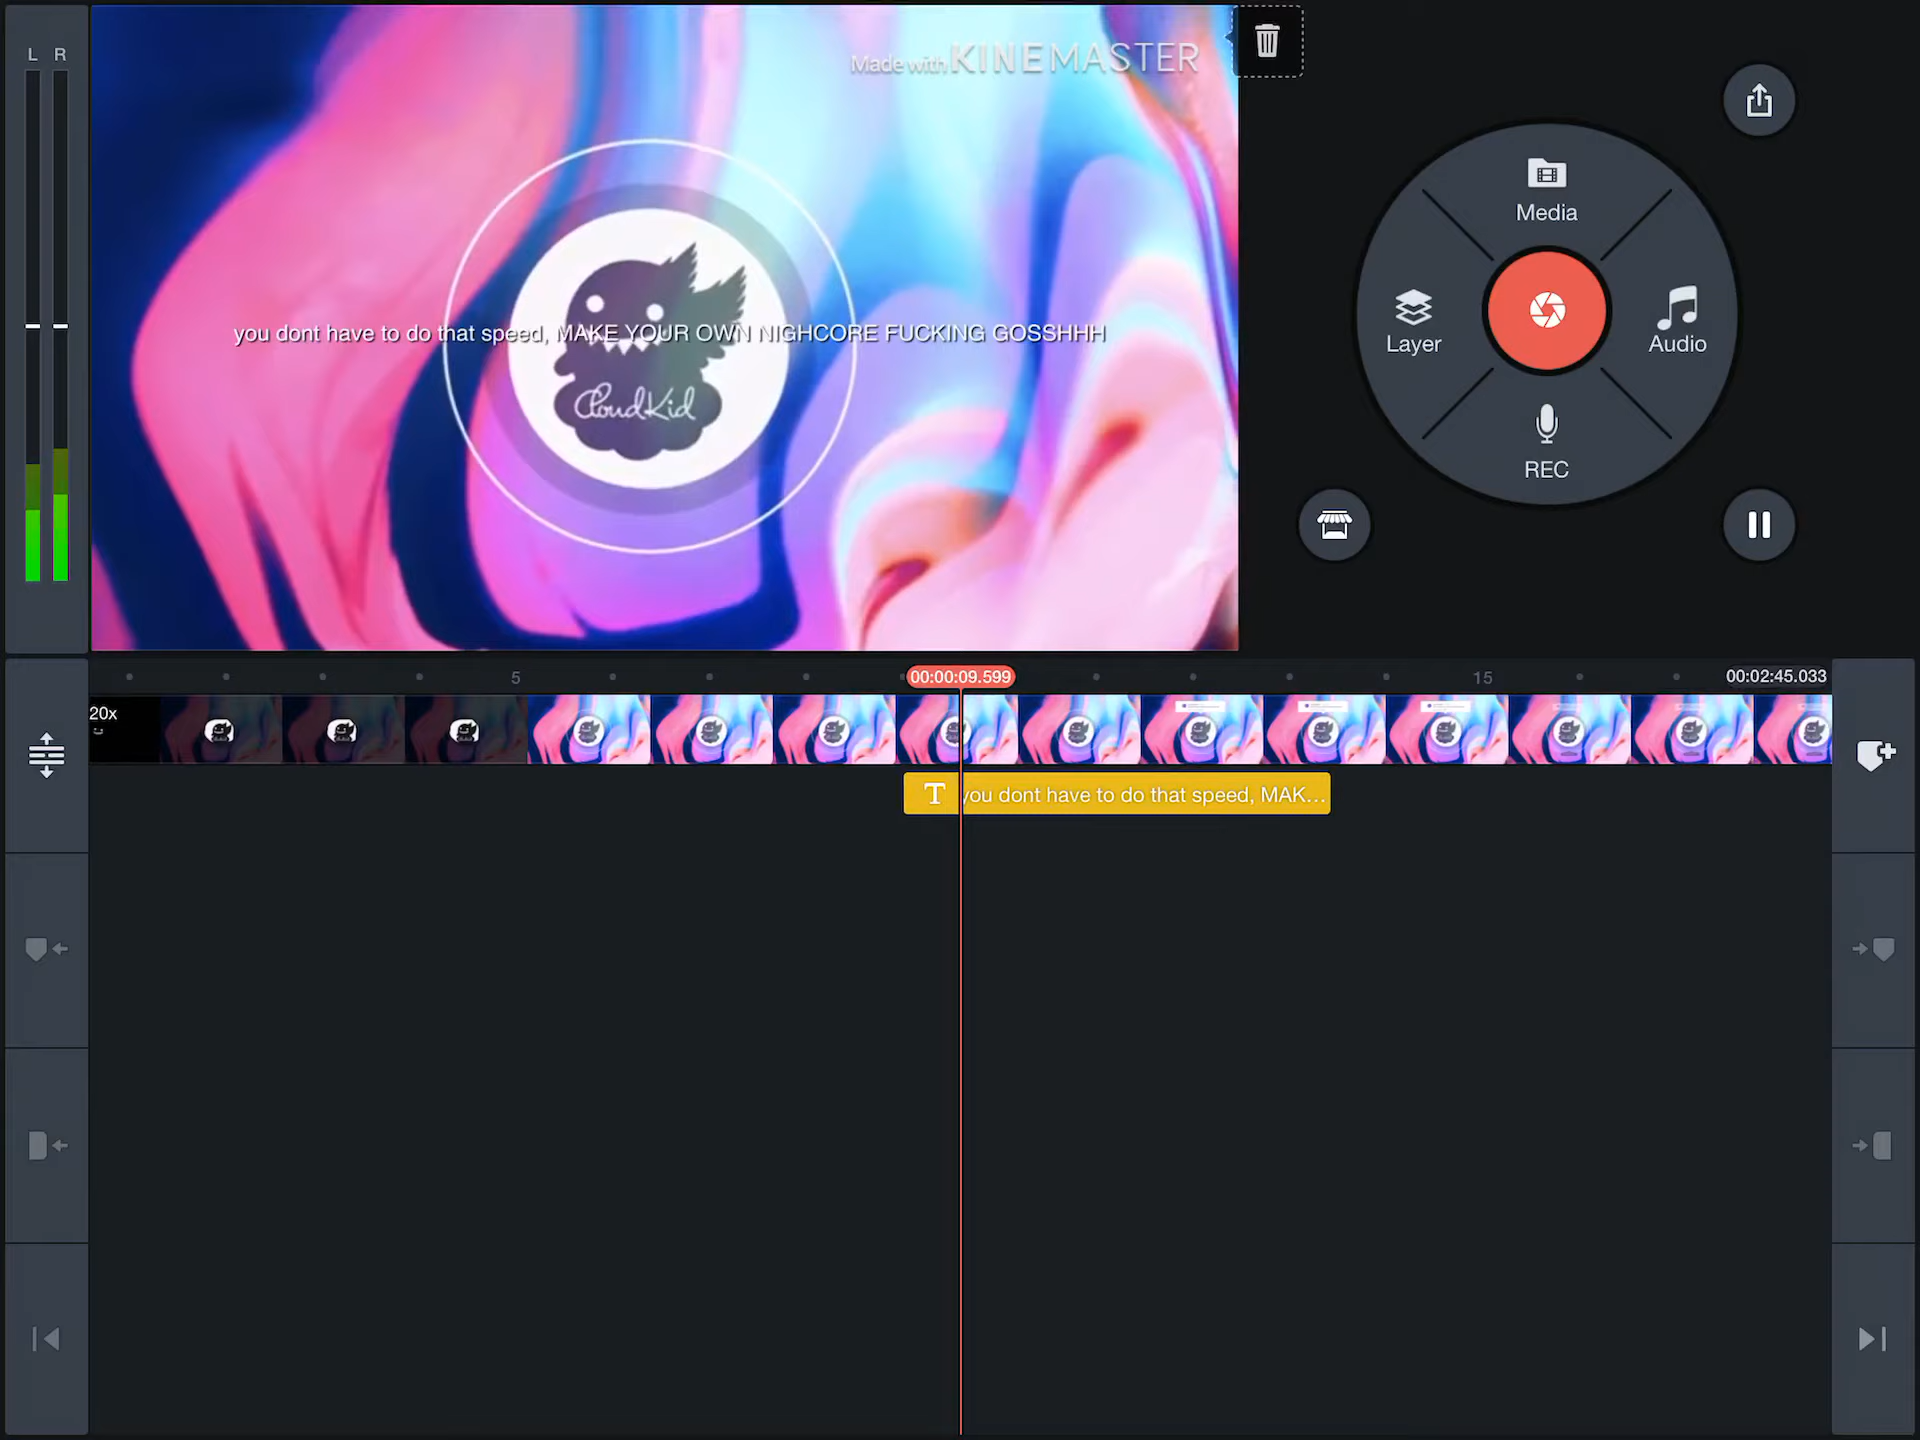 L R
Made with KINEMASTER
you dont have to do that speed, MAKE YOUR OWN NIGHCORE FUCKING GOSSHHH
CloudKid
Media
Layer
Audio
REC
5
00:00:09.599
15
00:02:45.033
20x
T you dont have to do that speed, MAK...